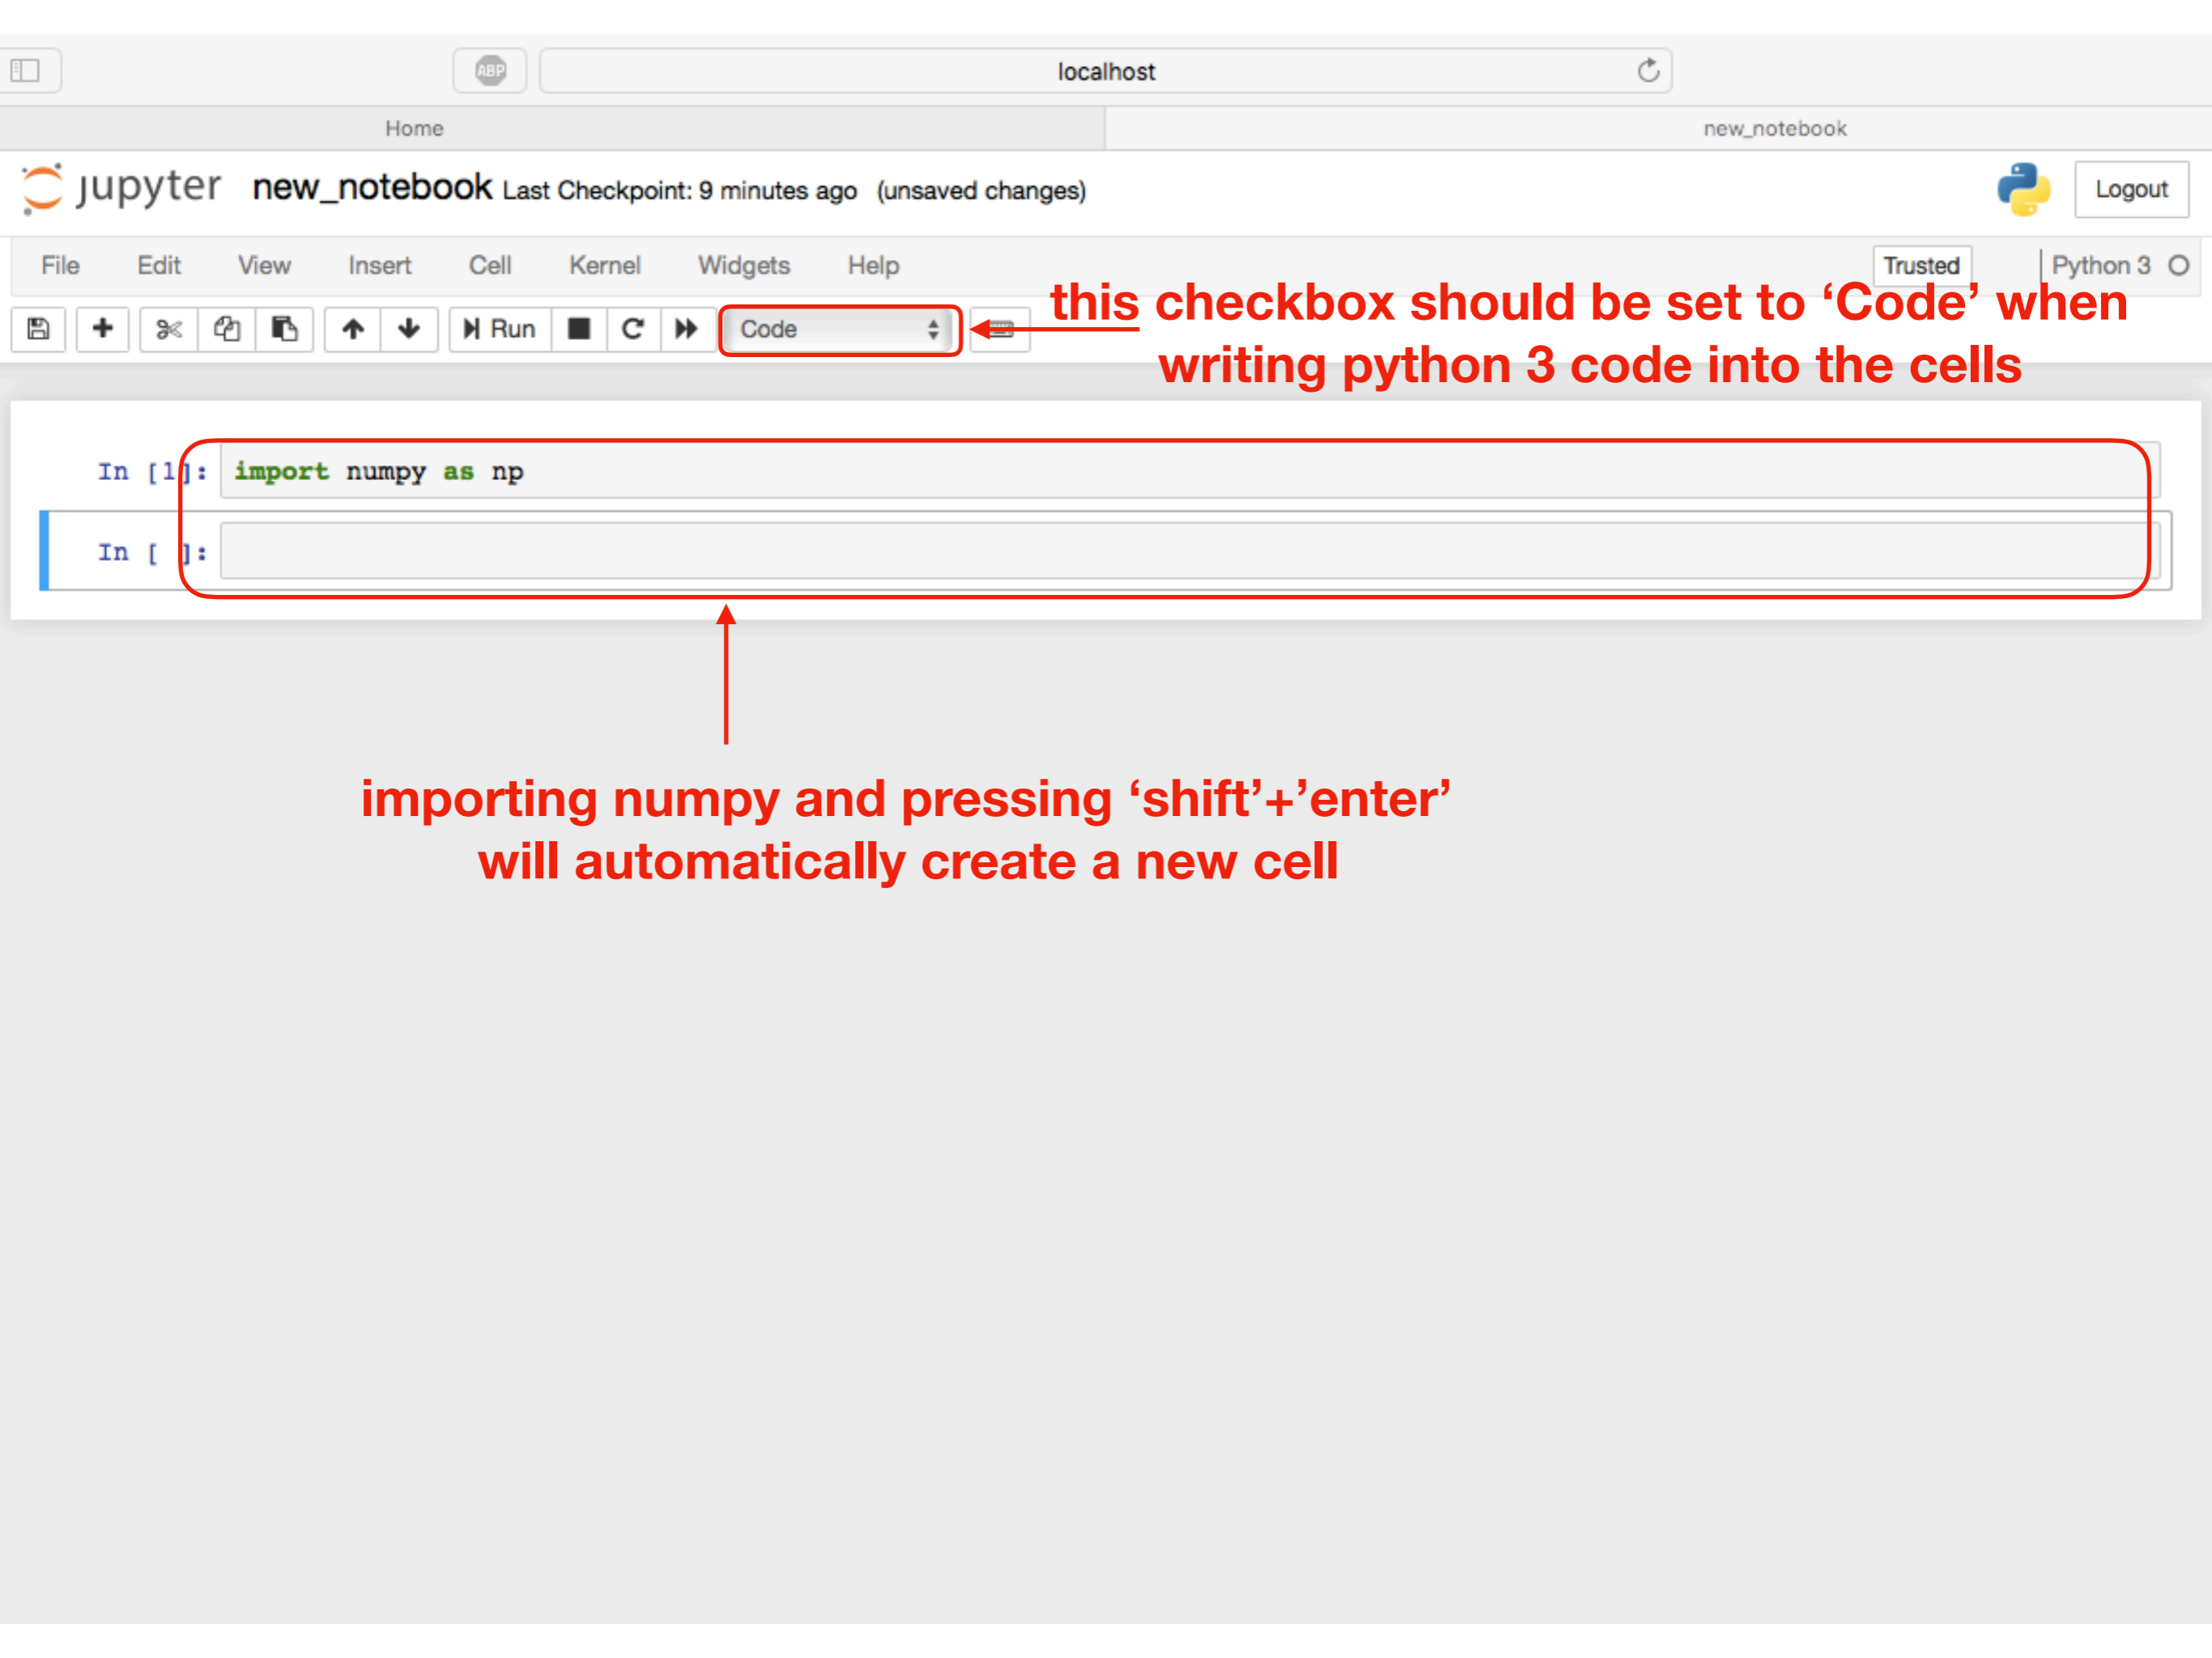 ABP
localhost
Home
new_notebook
jupyter new_notebook Last Checkpoint: 9 minutes ago (unsaved changes)
Logout
File Edit View Insert Cell Kernel Widgets Help
Trusted
Python 3
Run
Code
this checkbox should be set to ‘Code’ when
writing python 3 code into the cells
In [1]: import numpy as np
In [ ]:
importing numpy and pressing ‘shift’+’enter’
will automatically create a new cell